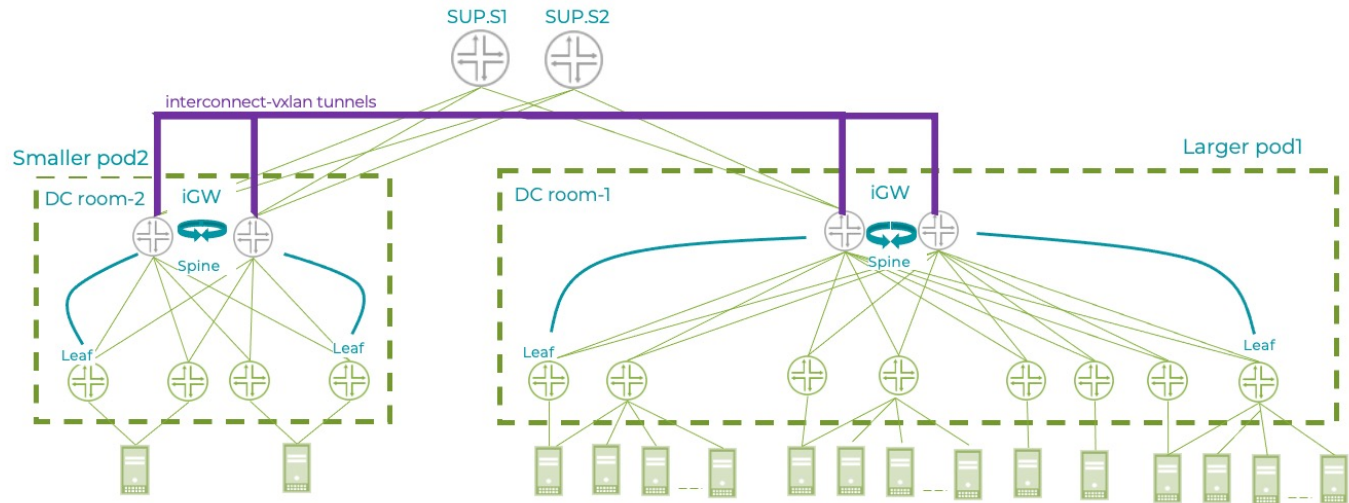 SUP.S1 SUP.S2
interconnect-vxlan tunnels
Smaller pod2
Larger pod1
DC room-2
iGW
DC room-1
iGW
Spine
Spine
Leaf
Leaf
Leaf
Leaf